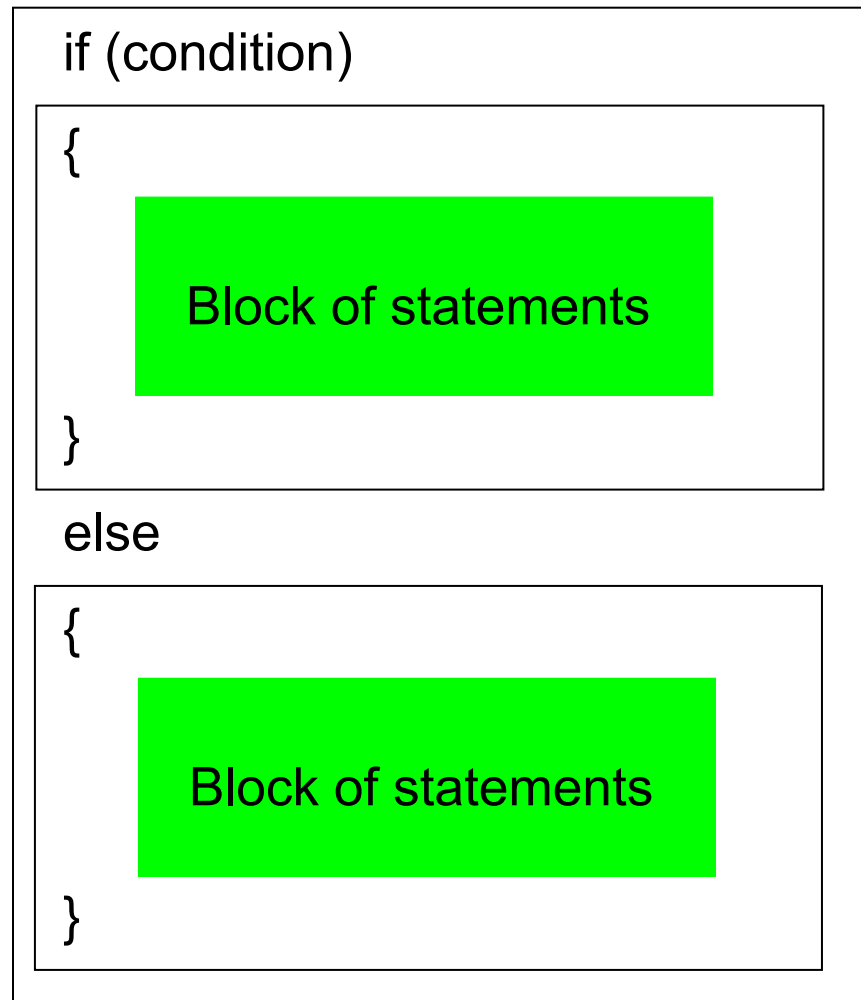 if (condition)
{
Block of statements
}
else
{
Block of statements
}